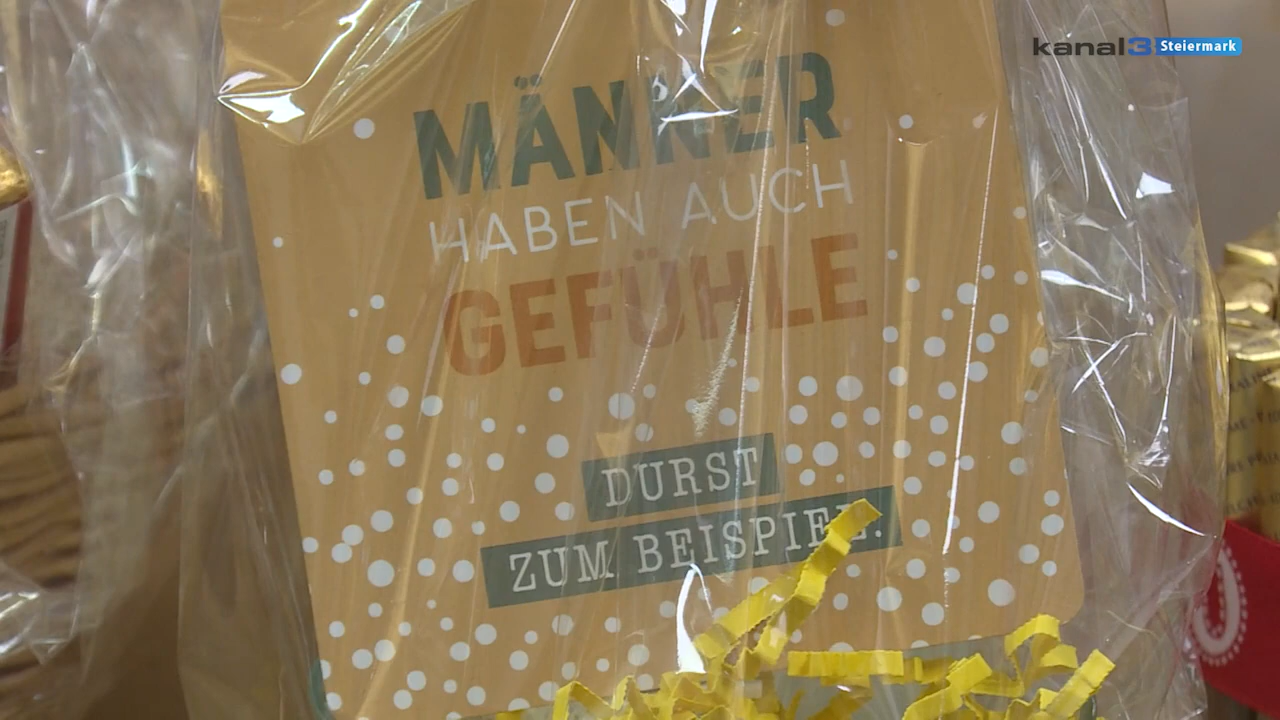 kanal3 Steiermark
MÄNNER
HABEN AUCH
GEFÜHLE
DURST
ZUM BEISPIEL.